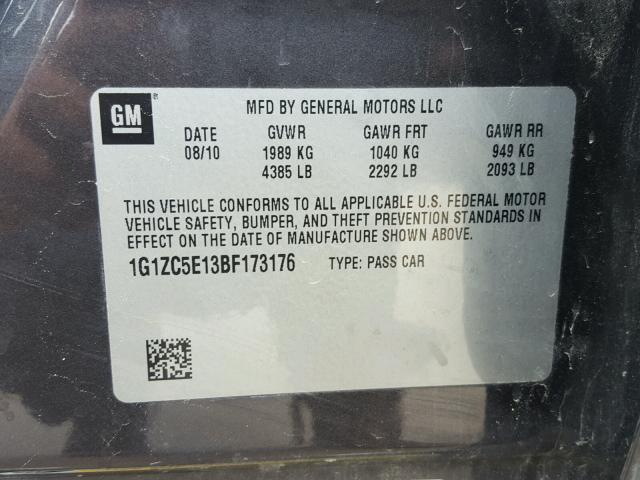 GM
MFD BY GENERAL MOTORS LLC
DATE GVWR GAWR FRT GAWR RR
08/10 1989 KG 1040 KG 949 KG
4385 LB 2292 LB 2093 LB
THIS VEHICLE CONFORMS TO ALL APPLICABLE U.S. FEDERAL MOTOR
VEHICLE SAFETY, BUMPER, AND THEFT PREVENTION STANDARDS IN
EFFECT ON THE DATE OF MANUFACTURE SHOWN ABOVE.
1G1ZC5E13BF173176 TYPE: PASS CAR